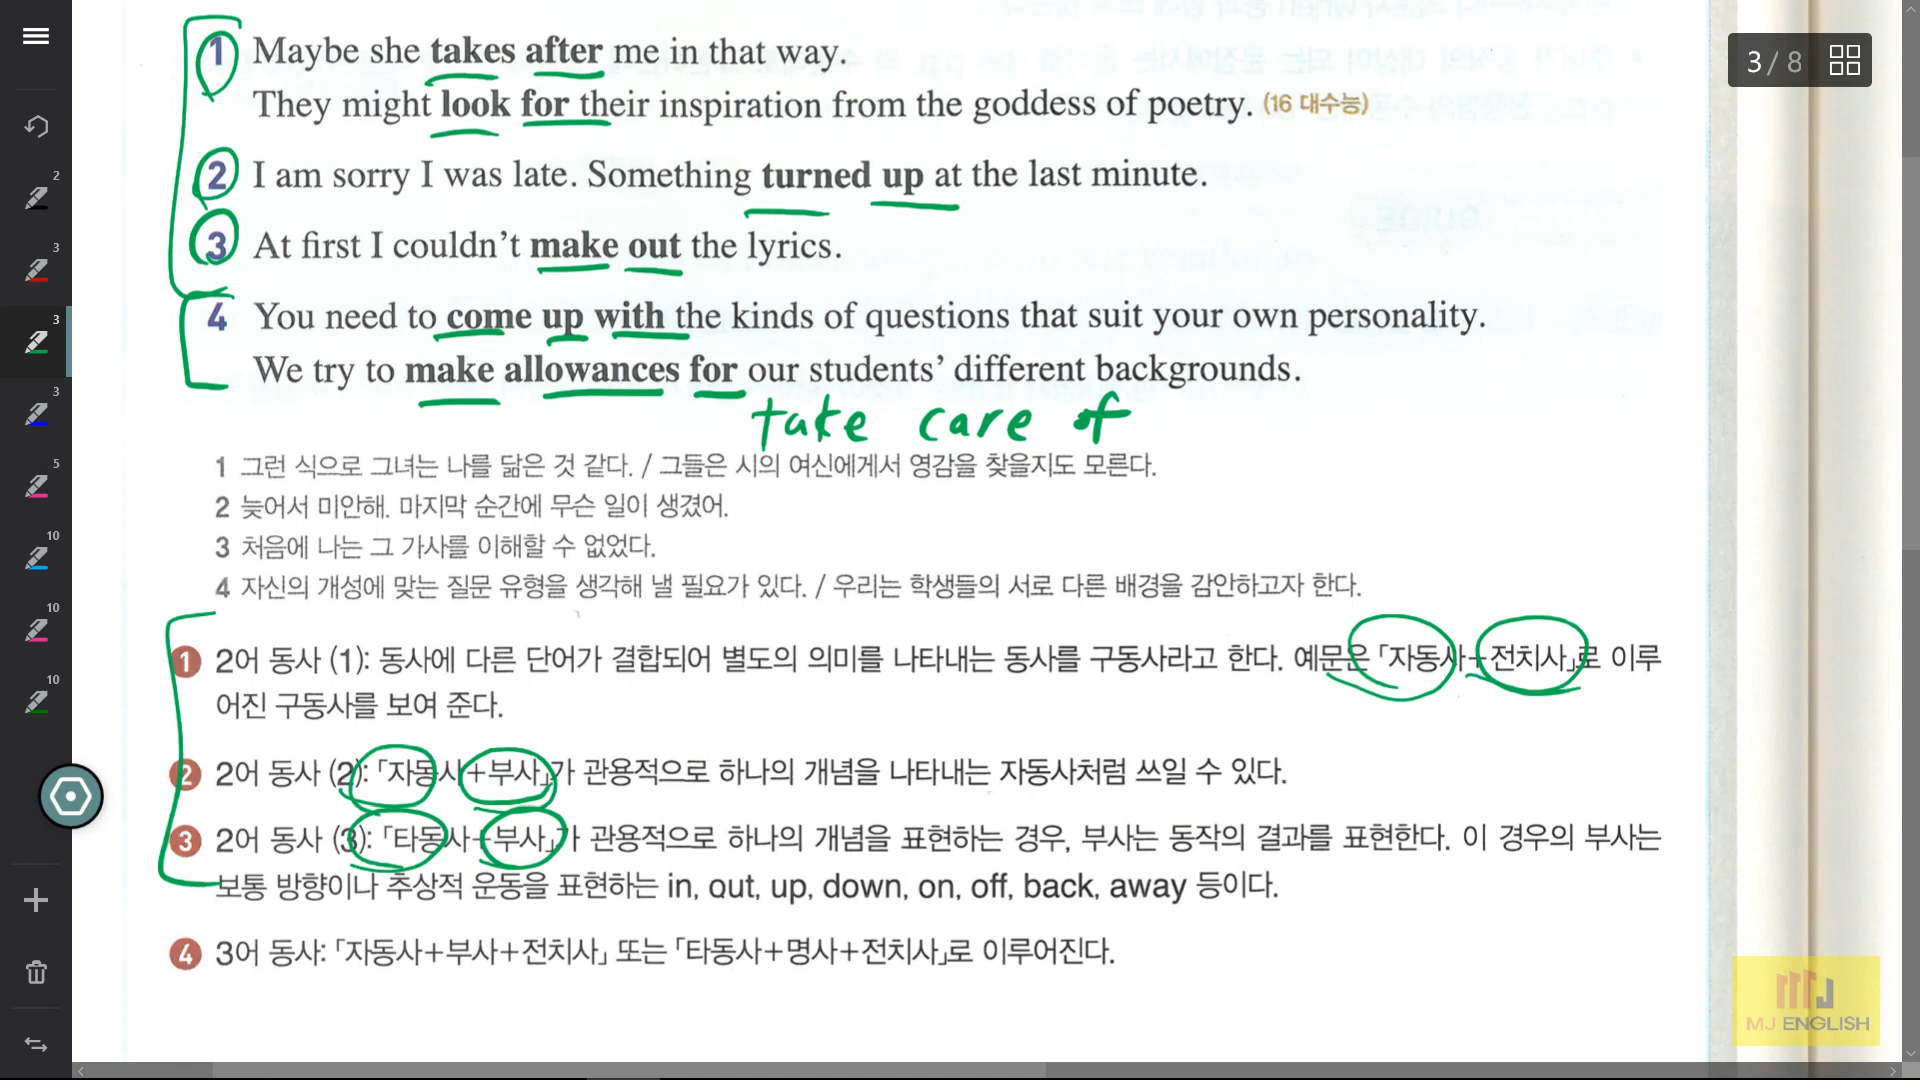 3 / 8
1 Maybe she takes after me in that way.
They might look for their inspiration from the goddess of poetry. (16 대수능)
2 I am sorry I was late. Something turned up at the last minute.
3 At first I couldn't make out the lyrics.
4 You need to come up with the kinds of questions that suit your own personality.
We try to make allowances for our students' different backgrounds.
take care of
1 그런 식으로 그녀는 나를 닮은 것 같다. / 그들은 시의 여신에게서 영감을 찾을지도 모른다.
2 늦어서 미안해. 마지막 순간에 무슨 일이 생겼어.
3 처음에 나는 그 가사를 이해할 수 없었다.
4 자신의 개성에 맞는 질문 유형을 생각해 낼 필요가 있다. / 우리는 학생들의 서로 다른 배경을 감안하고자 한다.
1 2어 동사 (1): 동사에 다른 단어가 결합되어 별도의 의미를 나타내는 동사를 구동사라고 한다. 예문은 「자동사+전치사」로 이루
어진 구동사를 보여 준다.
2 2어 동사 (2): 「자동사+부사」가 관용적으로 하나의 개념을 나타내는 자동사처럼 쓰일 수 있다.
3 2어 동사 (3): 「타동사+부사」가 관용적으로 하나의 개념을 표현하는 경우, 부사는 동작의 결과를 표현한다. 이 경우의 부사는
보통 방향이나 추상적 운동을 표현하는 in, out, up, down, on, off, back, away 등이다.
4 3어 동사: 「자동사+부사+전치사」 또는 「타동사+명사+전치사」로 이루어진다.
2
3
3
3
5
10
10
10
MJ ENGLISH